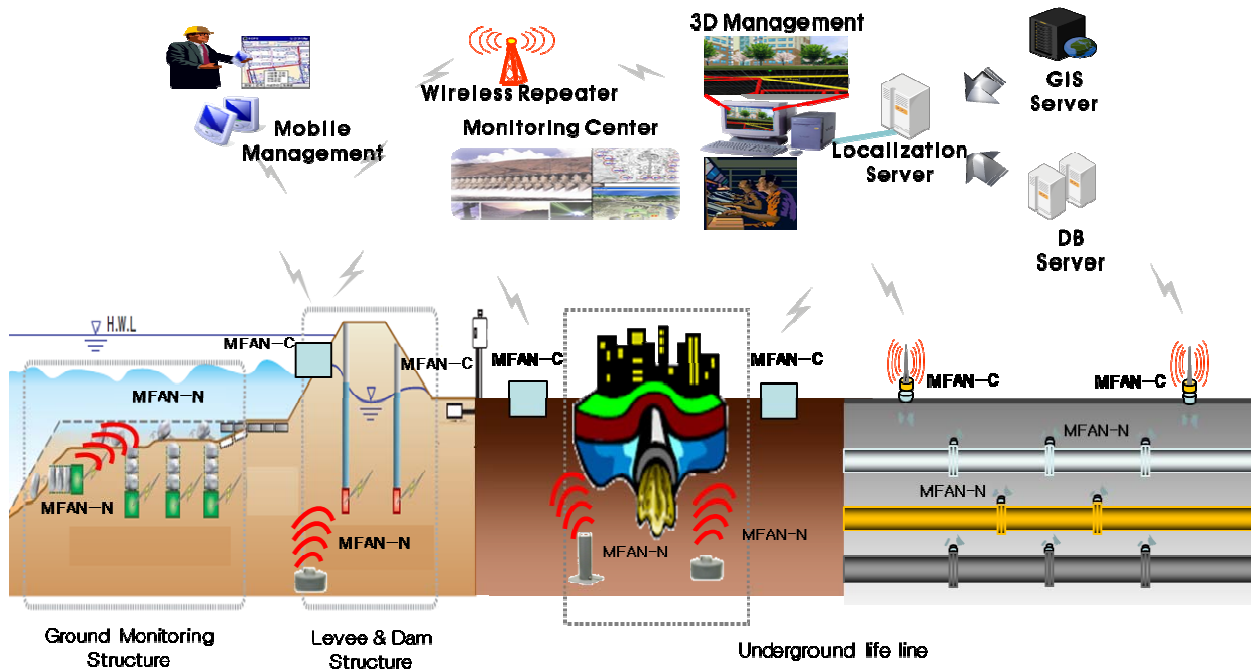 3D Management
Wireless Repeater
GIS
Server
Mobile
Management
Monitoring Center
Localization
Server
DB
Server
H.W.L
MFAN-C
MFAN-C
MFAN-C
MFAN-C
MFAN-C
MFAN-C
MFAN-N
MFAN-N
MFAN-N
MFAN-N
MFAN-N
MFAN-N
MFAN-N
Ground Monitoring
Structure
Levee & Dam
Structure
Underground life line